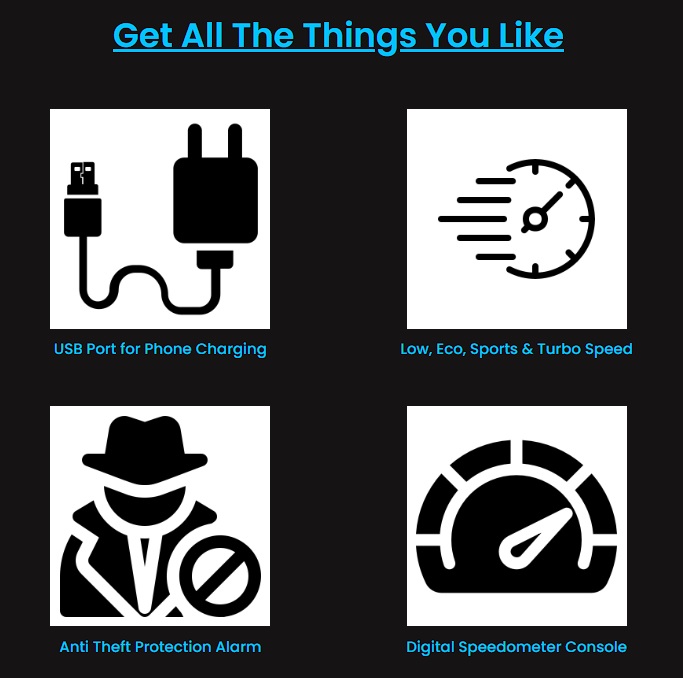 Get All The Things You Like
USB Port for Phone Charging
Low, Eco, Sports & Turbo Speed
Anti Theft Protection Alarm
Digital Speedometer Console